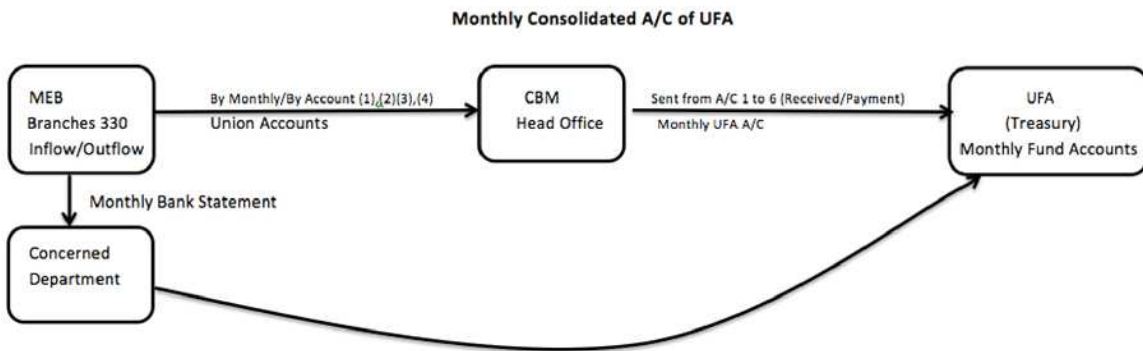 Monthly Consolidated A/C of UFA
MEB
Branches 330
Inflow/Outflow
By Monthly/By Account (1),(2)(3),(4)
Union Accounts
CBM
Head Office
Sent from A/C 1 to 6 (Received/Payment)
Monthly UFA A/C
UFA
(Treasury)
Monthly Fund Accounts
Monthly Bank Statement
Concerned
Department